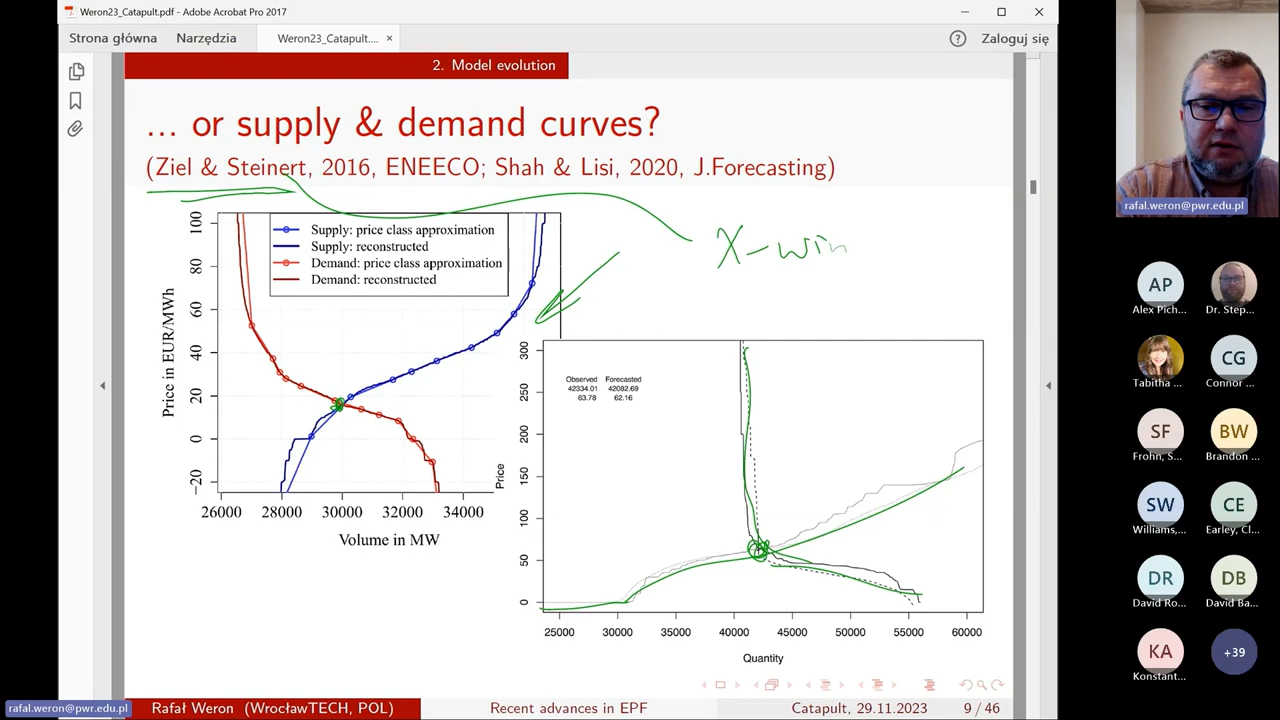 Weron23_Catapult.pdf - Adobe Acrobat Pro 2017
Strona główna
Narzędzia
Weron23_Catapult....
Zaloguj się
2. Model evolution
... or supply & demand curves?
(Ziel & Steinert, 2016, ENEECO; Shah & Lisi, 2020, J.Forecasting)
X-win
Supply: price class approximation
Supply: reconstructed
Demand: price class approximation
Demand: reconstructed
Price in EUR/MWh
100
80
60
40
20
0
-20
26000 28000 30000 32000 34000
Volume in MW
Price
300
250
200
150
100
50
0
Observed Forecasted
42334.01 42082.69
63.78 62.16
25000 30000 35000 40000 45000 50000 55000 60000
Quantity
Rafał Weron (WrocławTECH, POL)
Recent advances in EPF
Catapult, 29.11.2023
9 / 46
rafal.weron@pwr.edu.pl
rafal.weron@pwr.edu.pl
AP
Alex Pich...
Dr. Step...
Tabitha ...
CG
Connor ...
SF
Frohn, S...
BW
Brandon ...
SW
Williams,...
CE
Earley, Cl...
DR
David Ro...
DB
David Ba...
KA
Konstant...
+39